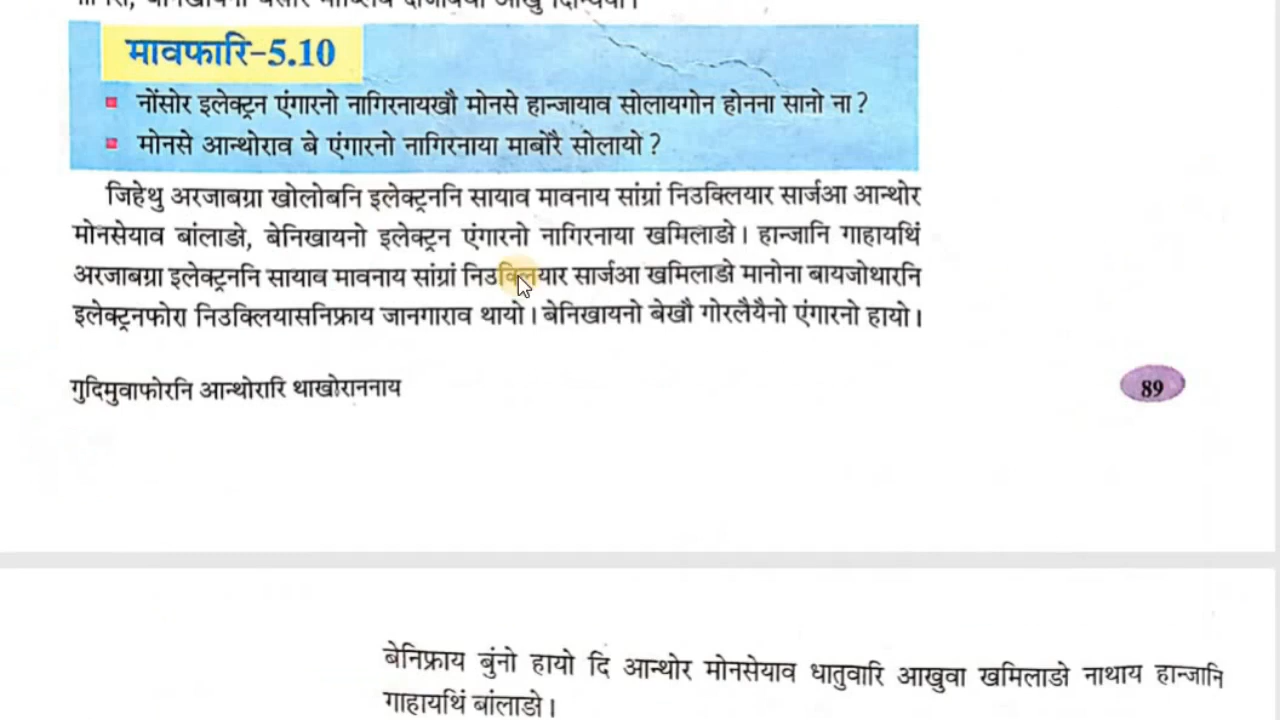 मावफारि-5.10
नोंसोर इलेक्ट्रन एंगारनो नागिरनायखौ मोनसे हान्जायाव सोलायगोन होनना सानो ना?
मोनसे आन्थोराव बे एंगारनो नागिरनाया माबोरै सोलायो?
जिहेथु अरजाबग्रा खोलोबनि इलेक्ट्रननि सायाव मावनाय सांग्रां निउक्लियार सार्जआ आन्थोर
मोनसेयाव बांलाङो, बेनिखायनो इलेक्ट्रन एंगारनो नागिरनाया खमिलाङो। हान्जानि गाहायथिं
अरजाबग्रा इलेक्ट्रननि सायाव मावनाय सांग्रां निउक्लियार सार्जआ खमिलाङो मानोना बायजोथारनि
इलेक्ट्रनफोरा निउक्लियासनिफ्राय जानगाराव थायो। बेनिखायनो बेखौ गोरलैयैनो एंगारनो हायो।
गुदिमुवाफोरनि आन्थोरारि थाखोराननाय
89
बेनिफ्राय बुंनो हायो दि आन्थोर मोनसेयाव धातुवारि आखुवा खमिलाङो नाथाय हान्जानि
गाहायथिं बांलाङो।